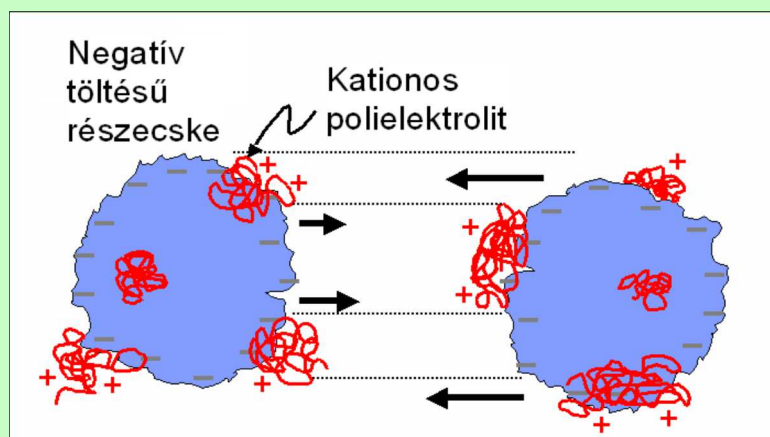 Negatív
töltésű
részecske
Kationos
polielektrolit